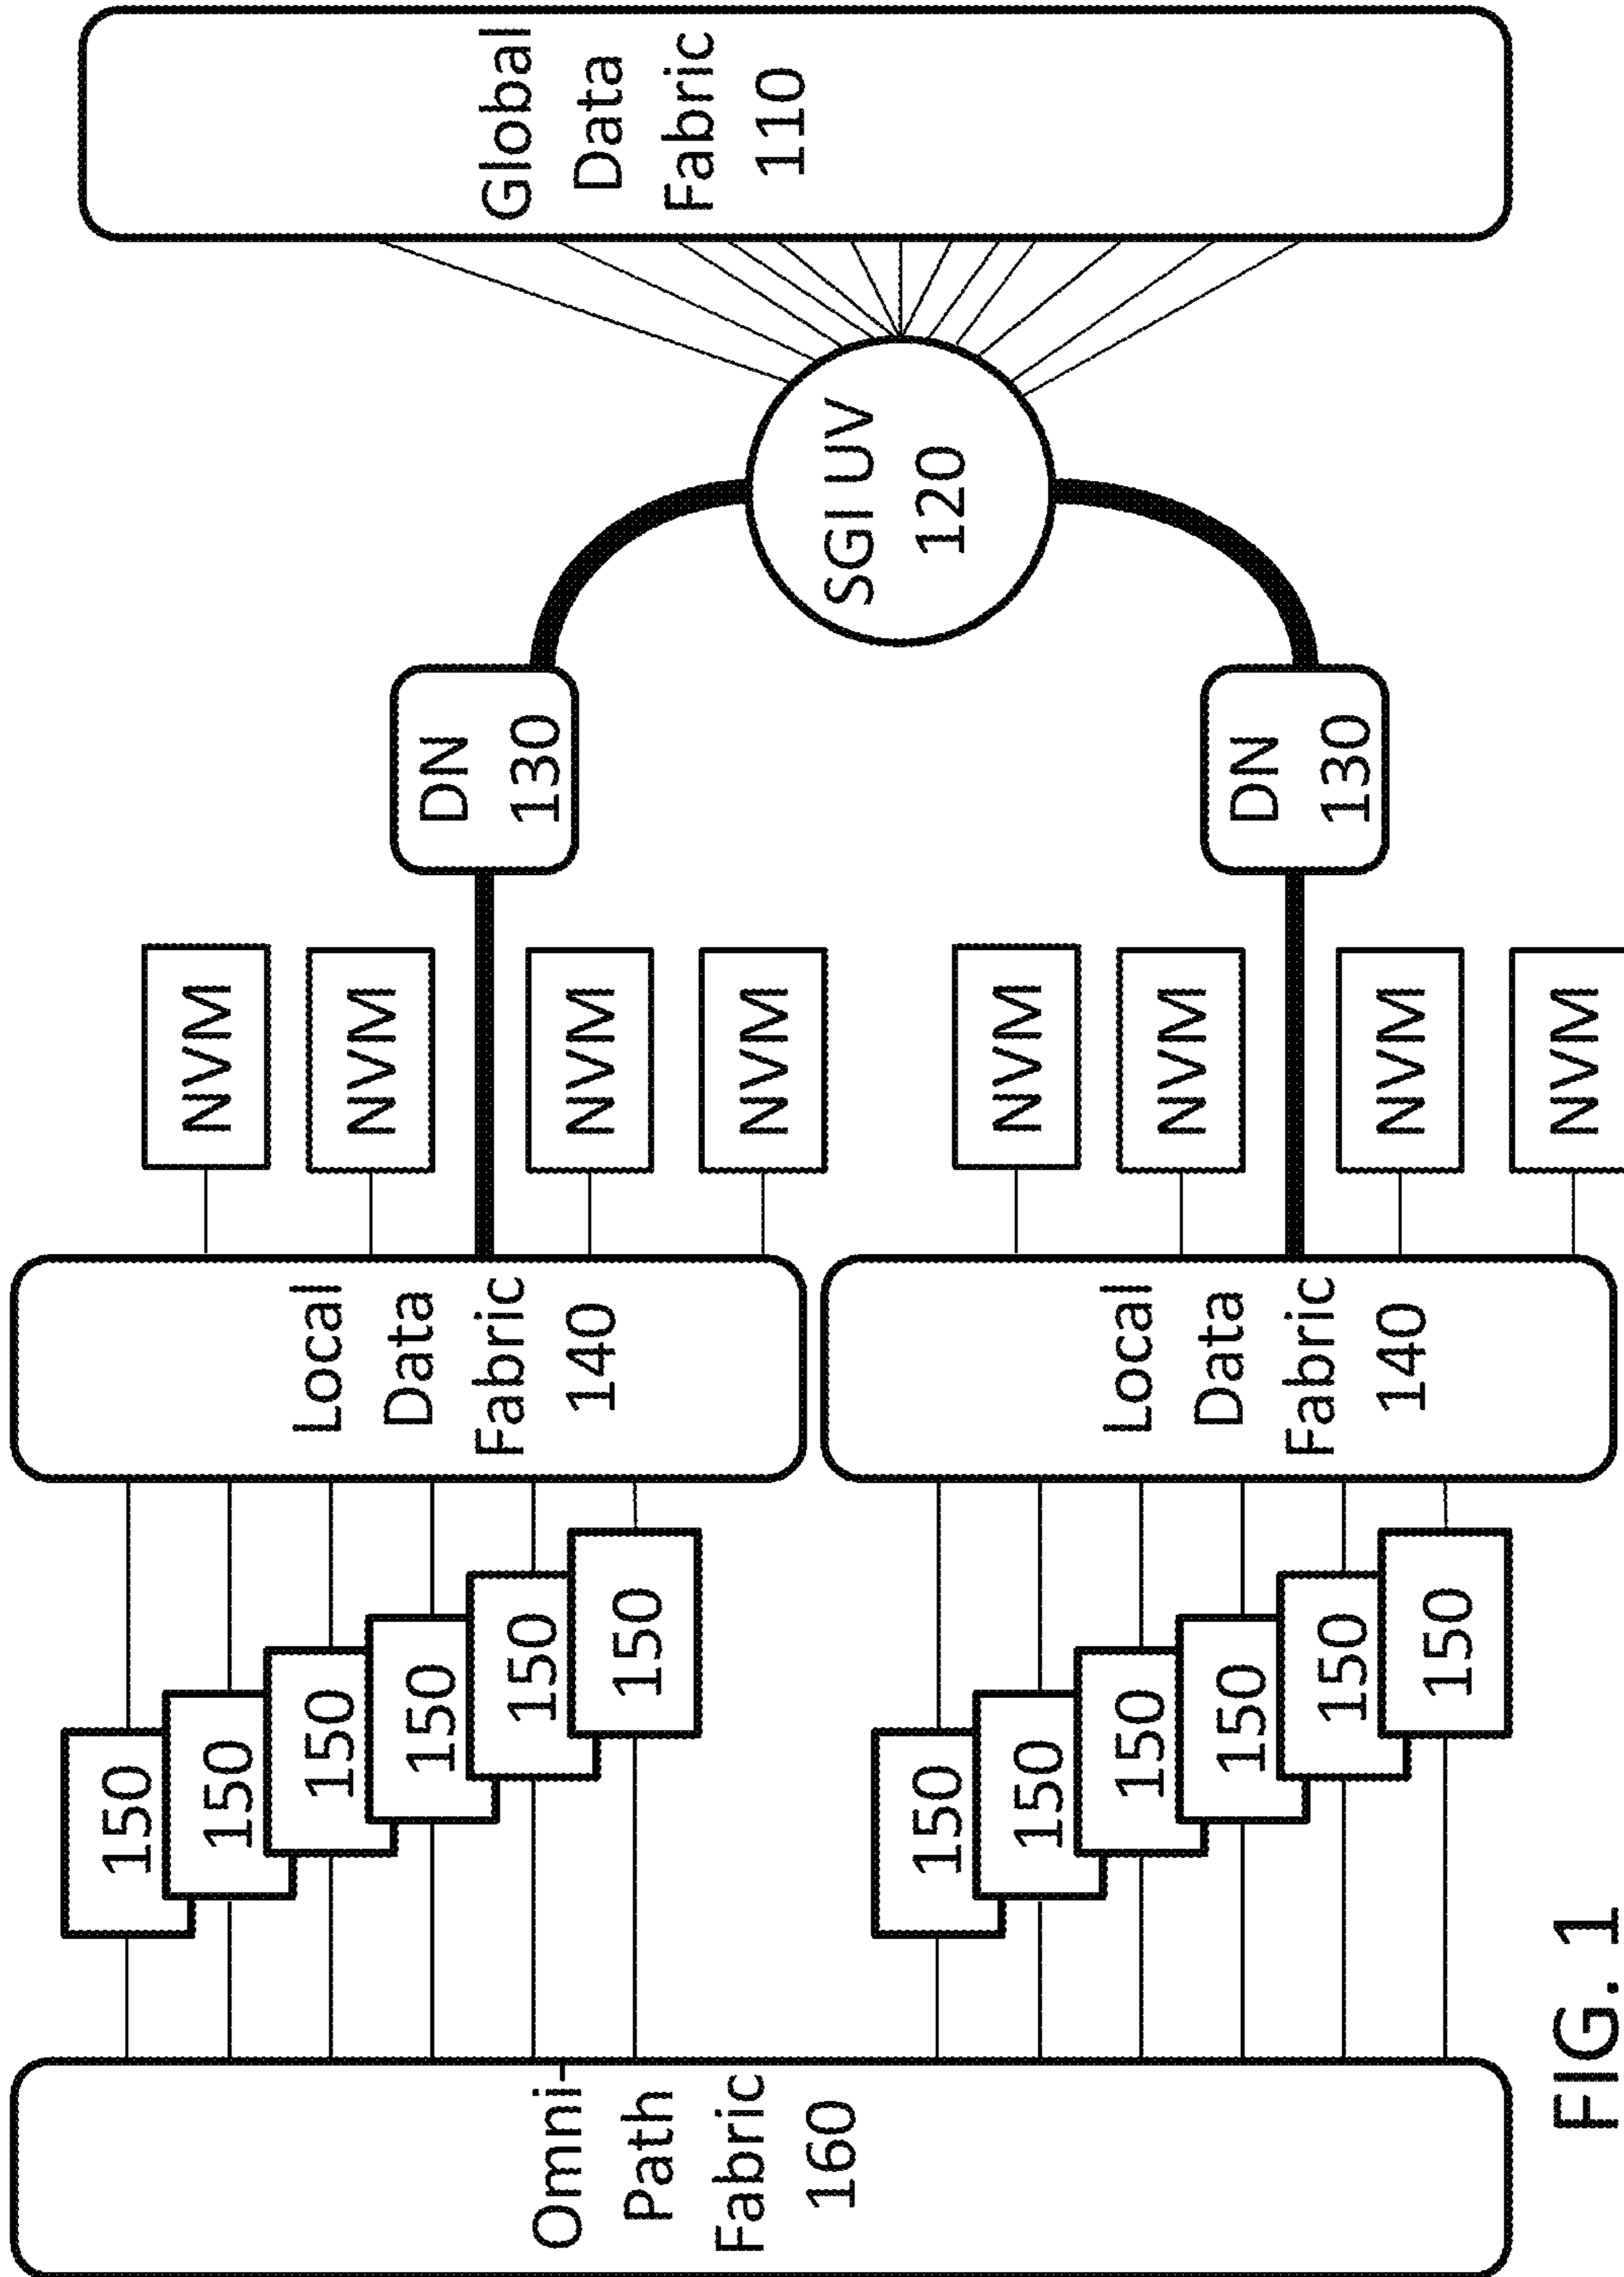 Omni-
Path
Fabric
160
150
150
150
150
150
150
Local
Data
Fabric
140
NVM
NVM
NVM
NVM
DN
130
150
150
150
150
150
150
Local
Data
Fabric
140
NVM
NVM
NVM
NVM
DN
130
SGI UV
120
Global
Data
Fabric
110
FIG. 1